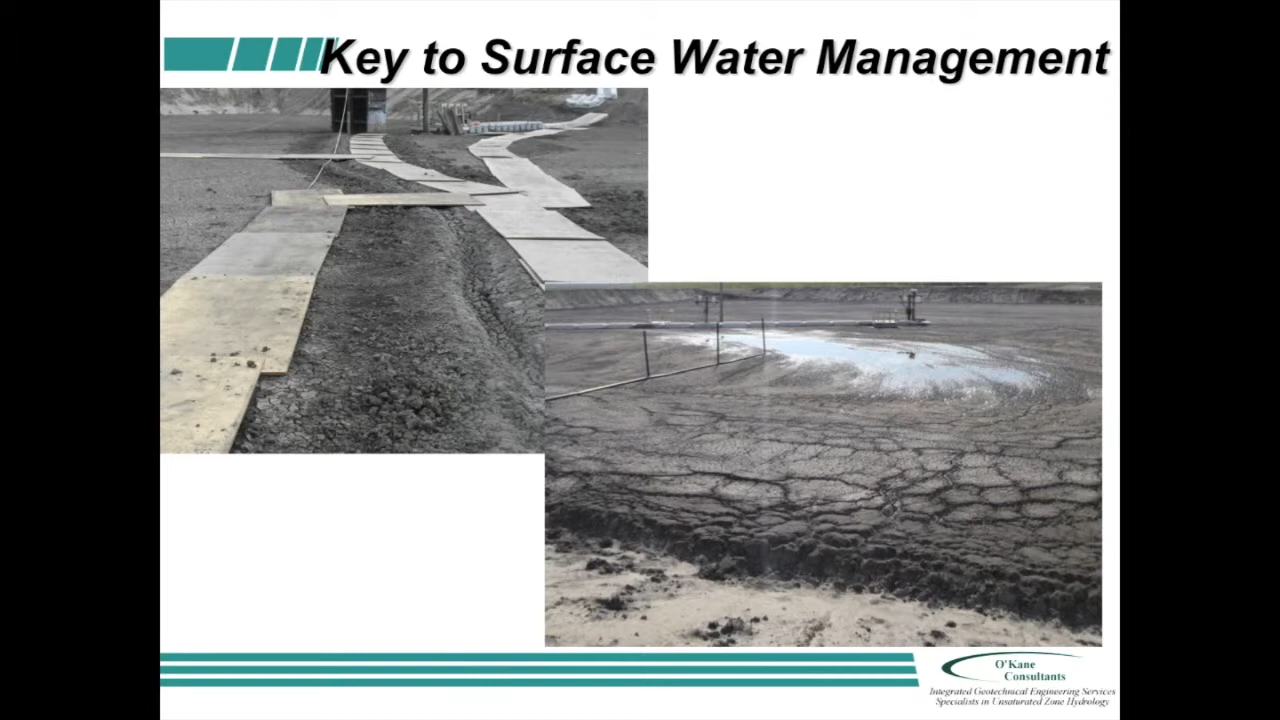 Key to Surface Water Management
O'Kane
Consultants
Integrated Geotechnical Engineering Services
Specialists in Unsaturated Zone Hydrology